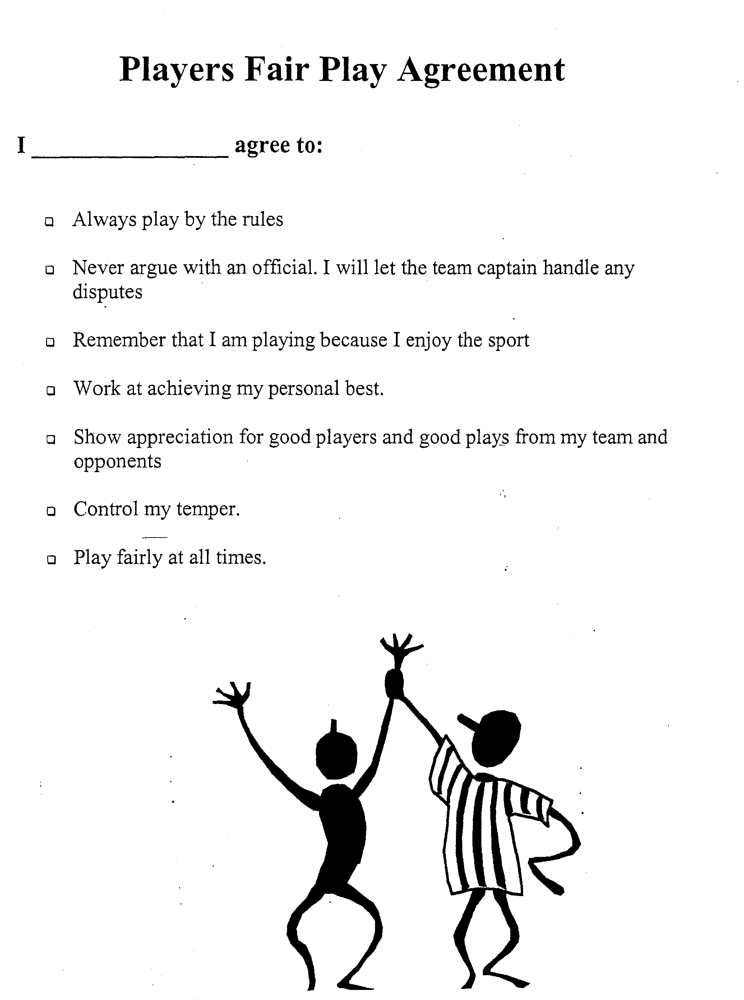 Players Fair Play Agreement
I ________________ agree to:
Always play by the rules
Never argue with an official. I will let the team captain handle any
disputes
Remember that I am playing because I enjoy the sport
Work at achieving my personal best.
Show appreciation for good players and good plays from my team and
opponents
Control my temper.
Play fairly at all times.